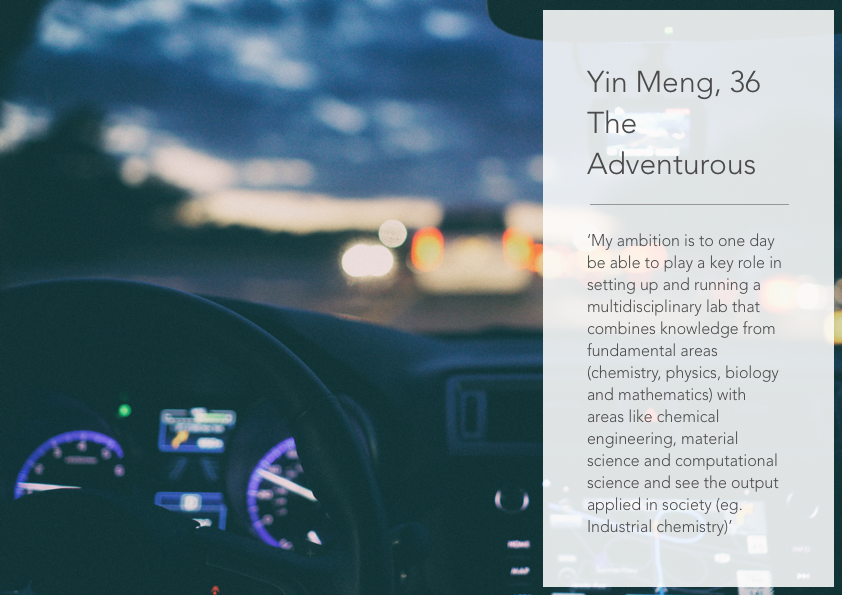 Yin Meng, 36
The
Adventurous
‘My ambition is to one day
be able to play a key role in
setting up and running a
multidisciplinary lab that
combines knowledge from
fundamental areas
(chemistry, physics, biology
and mathematics) with
areas like chemical
engineering, material
science and computational
science and see the output
applied in society (eg.
Industrial chemistry)’
MAP